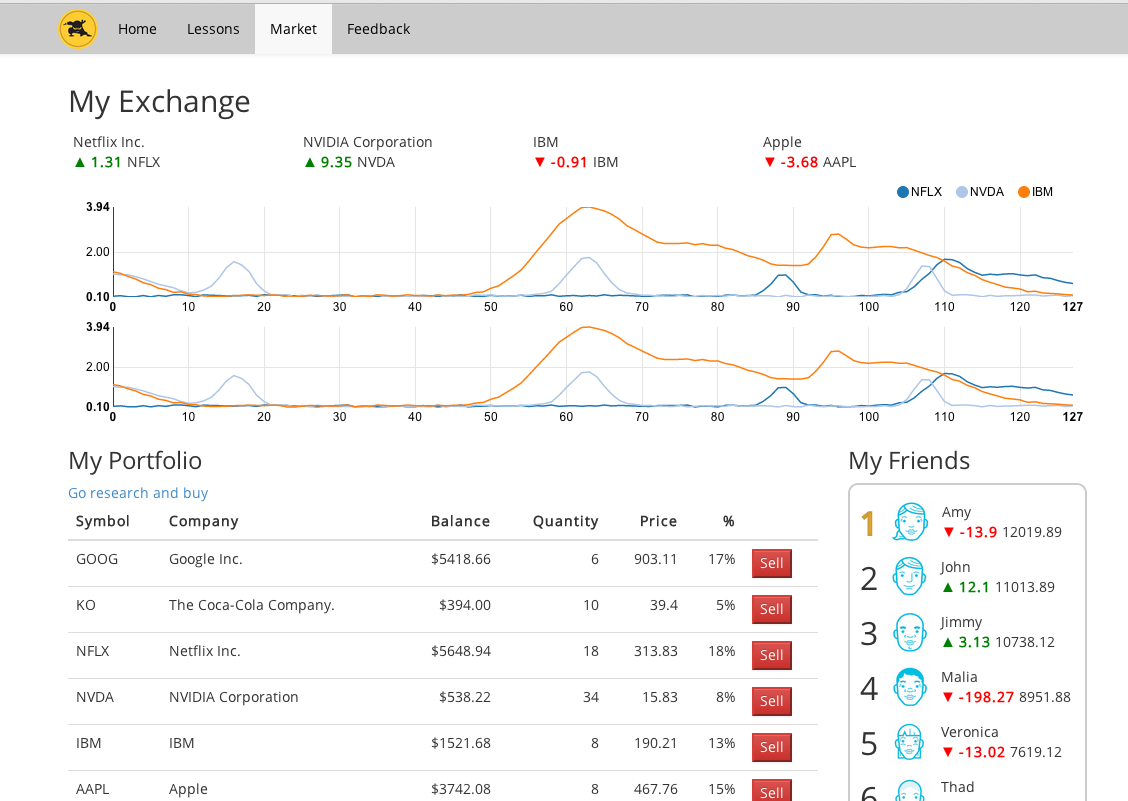 Home Lessons Market Feedback
My Exchange
Netflix Inc. NVIDIA Corporation IBM Apple
▲ 1.31 NFLX ▲ 9.35 NVDA ▼ -0.91 IBM ▼ -3.68 AAPL
NFLX NVDA IBM
3.94
2.00
0.10
0 10 20 30 40 50 60 70 80 90 100 110 120 127
3.94
2.00
0.10
0 10 20 30 40 50 60 70 80 90 100 110 120 127
My Portfolio
Go research and buy
Symbol Company Balance Quantity Price %
GOOG Google Inc. $5418.66 6 903.11 17% Sell
KO The Coca-Cola Company. $394.00 10 39.4 5% Sell
NFLX Netflix Inc. $5648.94 18 313.83 18% Sell
NVDA NVIDIA Corporation $538.22 34 15.83 8% Sell
IBM IBM $1521.68 8 190.21 13% Sell
AAPL Apple $3742.08 8 467.76 15% Sell
My Friends
1 Amy
▼ -13.9 12019.89
2 John
▲ 12.1 11013.89
3 Jimmy
▲ 3.13 10738.12
4 Malia
▼ -198.27 8951.88
5 Veronica
▼ -13.02 7619.12
6 Thad